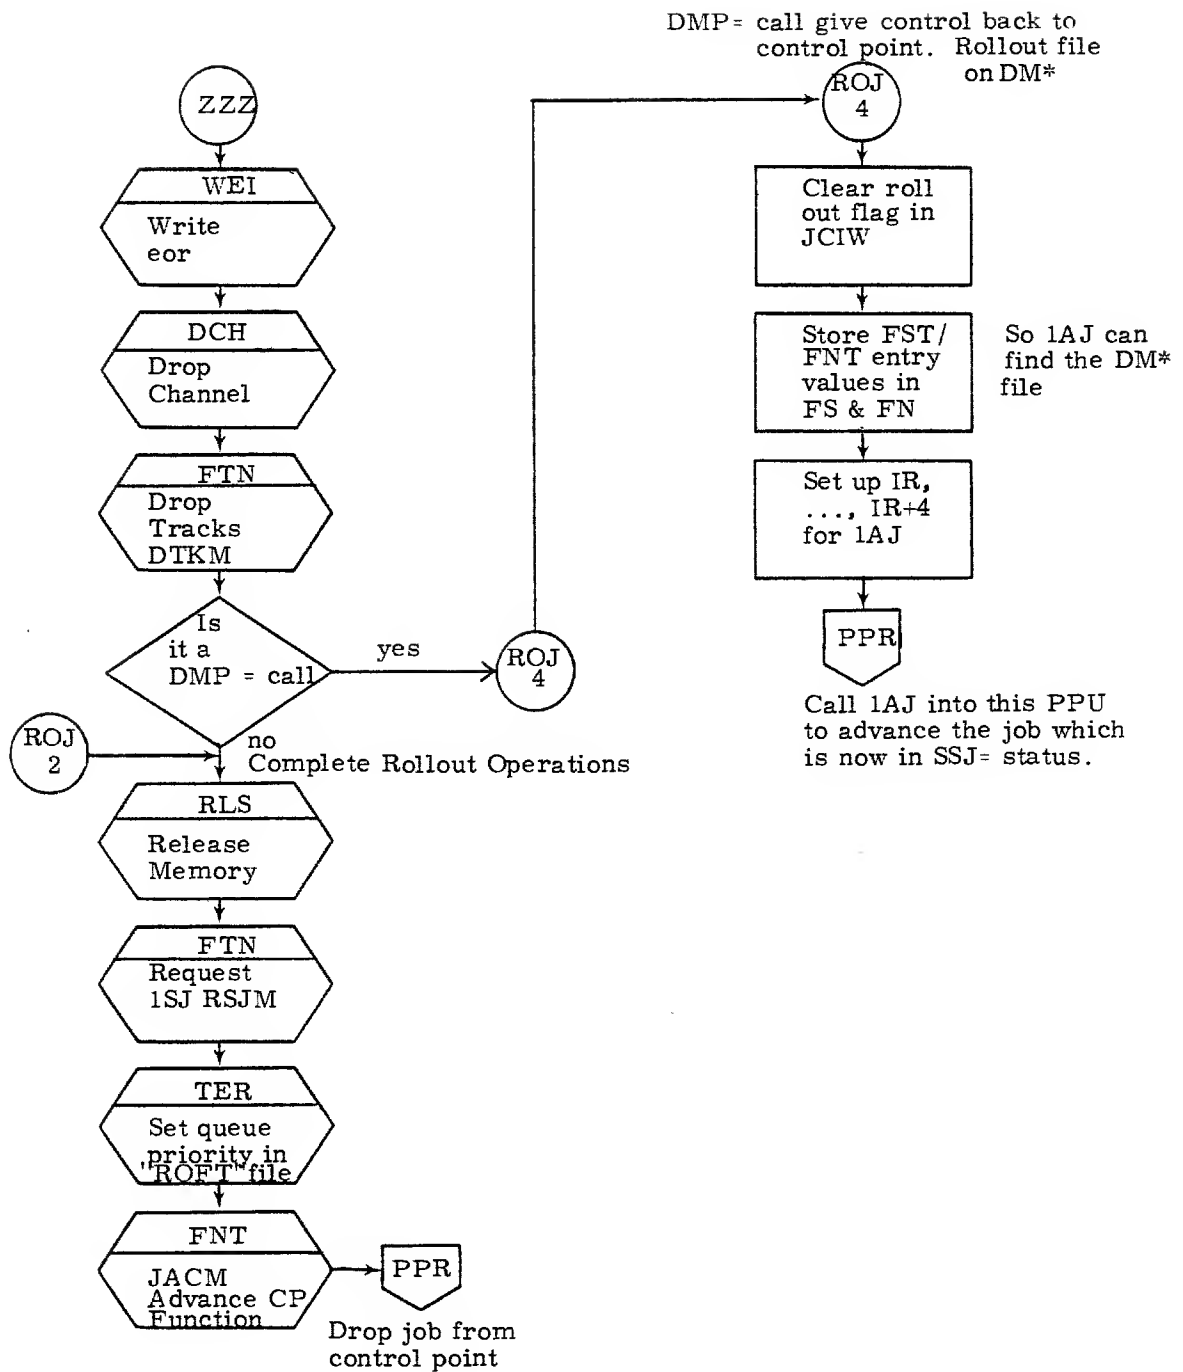 DMP= call give control back to
control point. Rollout file
on DM*
ZZZ
ROJ
4
WEI
Write
eor
Clear roll
out flag in
JCIW
DCH
Drop
Channel
Store FST/
FNT entry
values in
FS & FN
So 1AJ can
find the DM*
file
FTN
Drop
Tracks
DTKM
Set up IR,
..., IR+4
for 1AJ
Is
it a
DMP = call
yes
ROJ
4
PPR
Call 1AJ into this PPU
to advance the job which
is now in SSJ= status.
ROJ
2
no
Complete Rollout Operations
RLS
Release
Memory
FTN
Request
1SJ RSJM
TER
Set queue
priority in
"ROFT" file
FNT
JACM
Advance CP
Function
PPR
Drop job from
control point